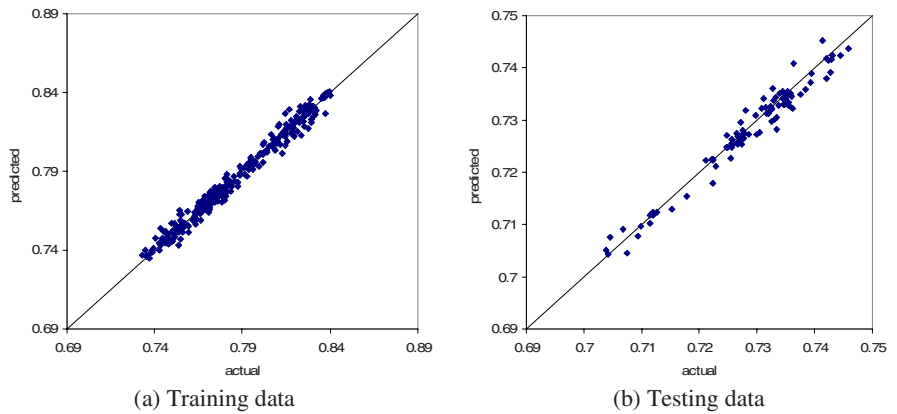 0.89
0.84
0.79
0.74
0.69
predicted
0.69 0.74 0.79 0.84 0.89
actual
(a) Training data
0.75
0.74
0.73
0.72
0.71
0.7
0.69
predicted
0.69 0.7 0.71 0.72 0.73 0.74 0.75
actual
(b) Testing data